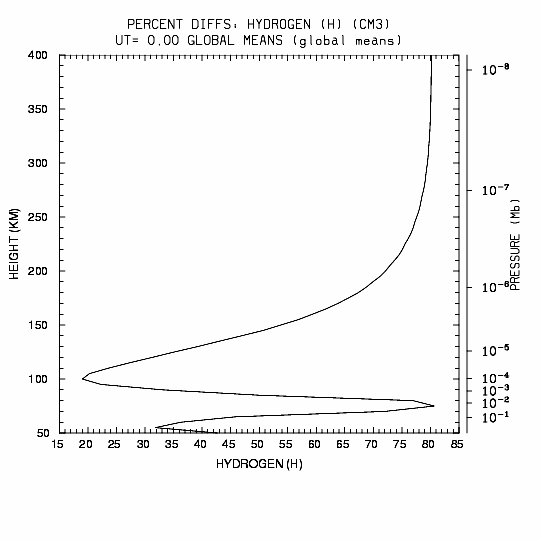 PERCENT DIFFS: HYDROGEN (H) (CM3)
UT= 0.00 GLOBAL MEANS (global means)
400
350
300
250
200
150
100
50
HEIGHT (KM)
10-8
10-7
10-6
10-5
10-4
10-3
10-2
10-1
PRESSURE (Mb)
15 20 25 30 35 40 45 50 55 60 65 70 75 80 85
HYDROGEN (H)